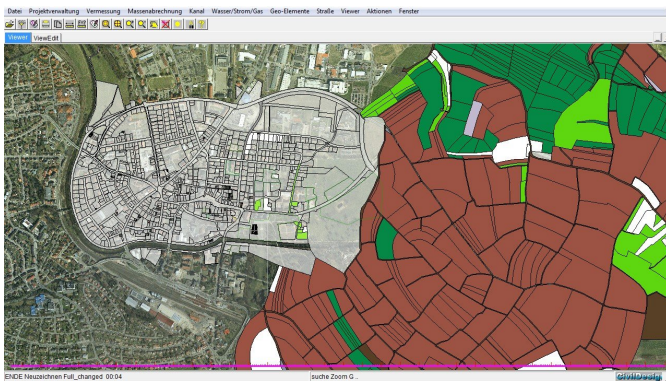 Datei Projektverwaltung Vermessung Massenabrechnung Kanal Wasser/Strom/Gas Geo-Elemente Straße Viewer Aktionen Fenster
Viewer ViewEdit
ENDE Neuzeichnen Full_changed 00:04 suche Zoom G... CivilDesign